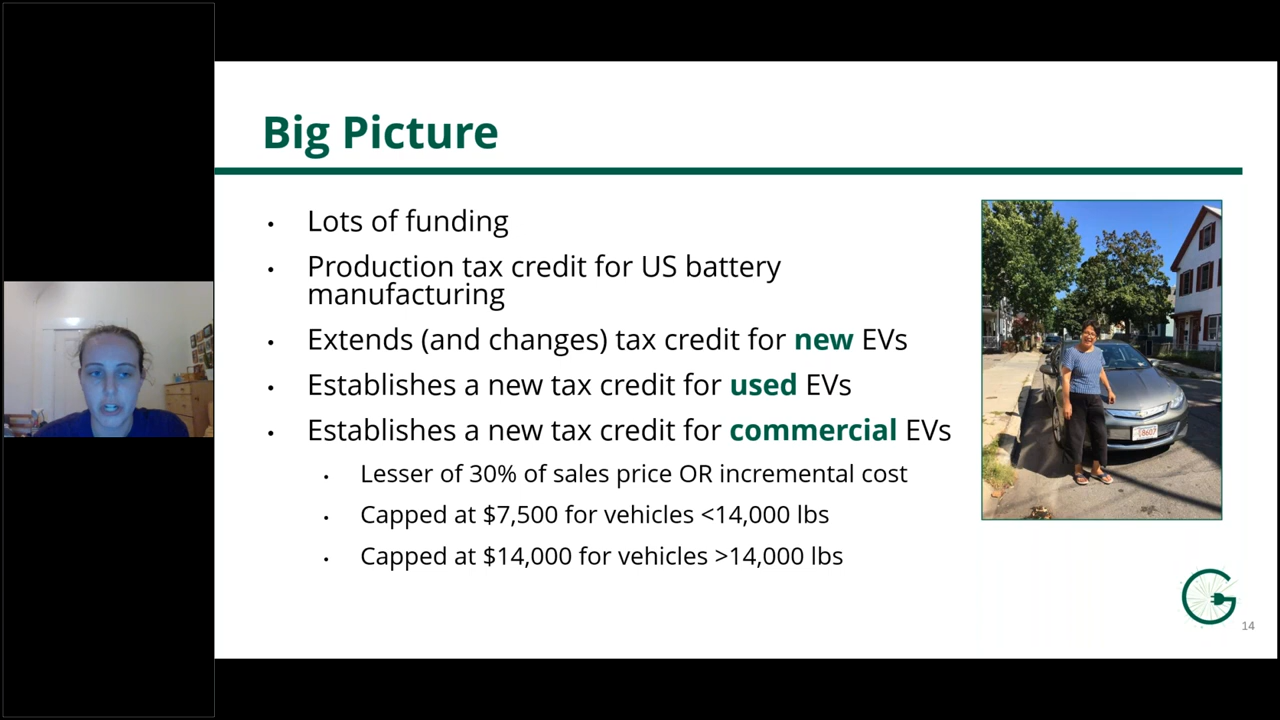 Big Picture
• Lots of funding
• Production tax credit for US battery
manufacturing
• Extends (and changes) tax credit for new EVs
• Establishes a new tax credit for used EVs
• Establishes a new tax credit for commercial EVs
• Lesser of 30% of sales price OR incremental cost
• Capped at $7,500 for vehicles <14,000 lbs
• Capped at $14,000 for vehicles >14,000 lbs
G
14